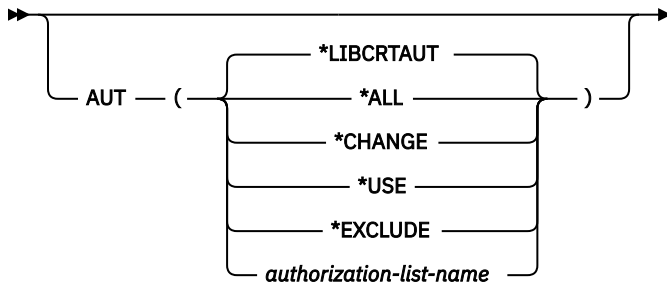 *LIBCRTAUT
AUT ( *ALL )
*CHANGE
*USE
*EXCLUDE
authorization-list-name